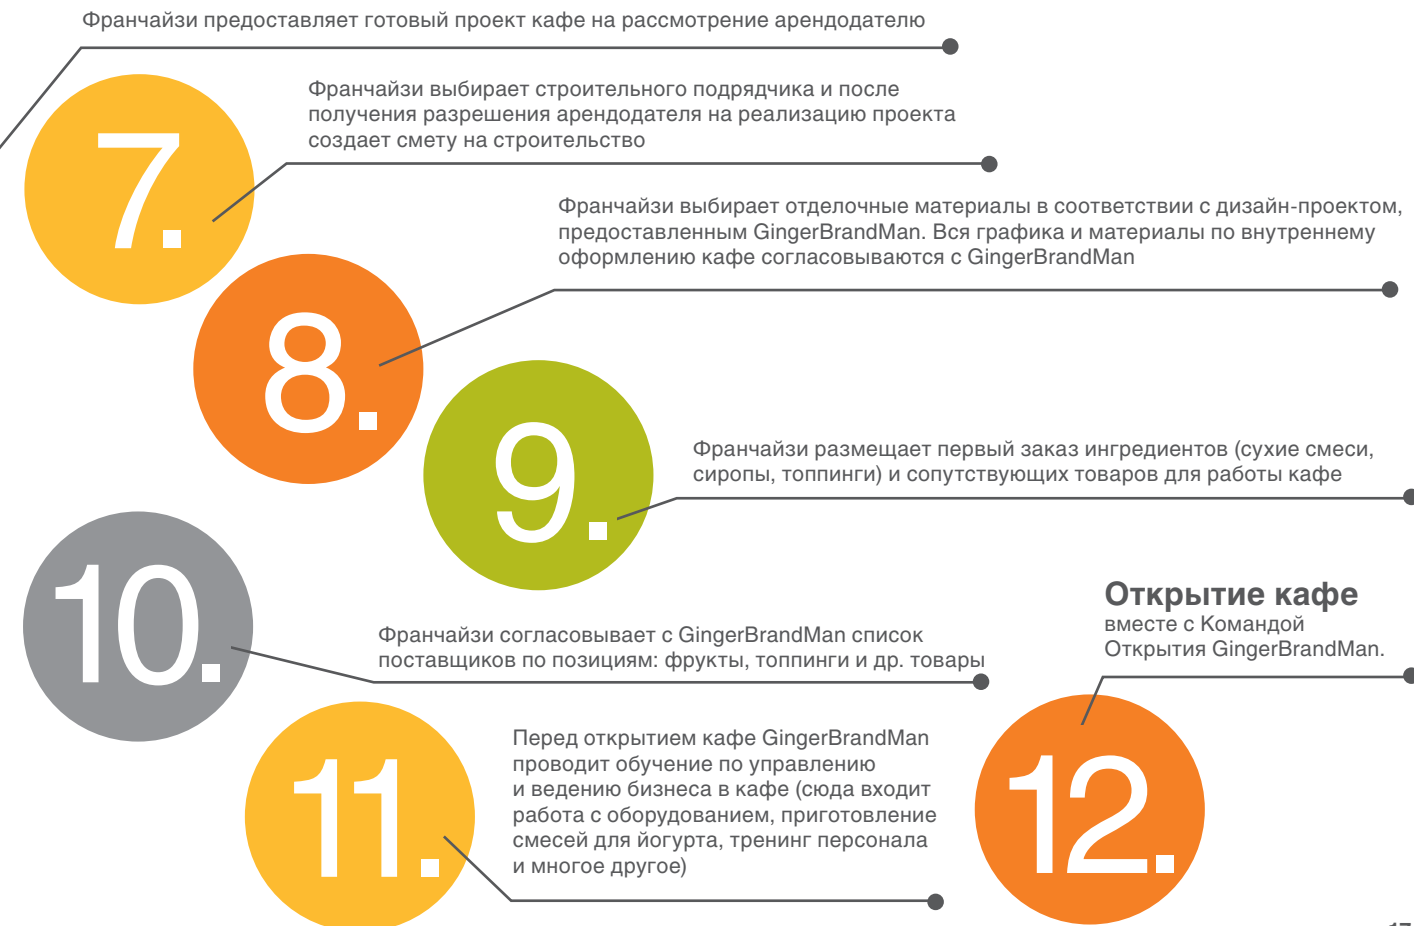 Франчайзи предоставляет готовый проект кафе на рассмотрение арендодателю
7.
Франчайзи выбирает строительного подрядчика и после
получения разрешения арендодателя на реализацию проекта
создает смету на строительство
8.
Франчайзи выбирает отделочные материалы в соответствии с дизайн-проектом,
предоставленным GingerBrandMan. Вся графика и материалы по внутреннему
оформлению кафе согласовываются с GingerBrandMan
9.
Франчайзи размещает первый заказ ингредиентов (сухие смеси,
сиропы, топпинги) и сопутствующих товаров для работы кафе
10.
Франчайзи согласовывает с GingerBrandMan список
поставщиков по позициям: фрукты, топпинги и др. товары
11.
Перед открытием кафе GingerBrandMan
проводит обучение по управлению
и ведению бизнеса в кафе (сюда входит
работа с оборудованием, приготовление
смесей для йогурта, тренинг персонала
и многое другое)
12.
Открытие кафе
вместе с Командой
Открытия GingerBrandMan.